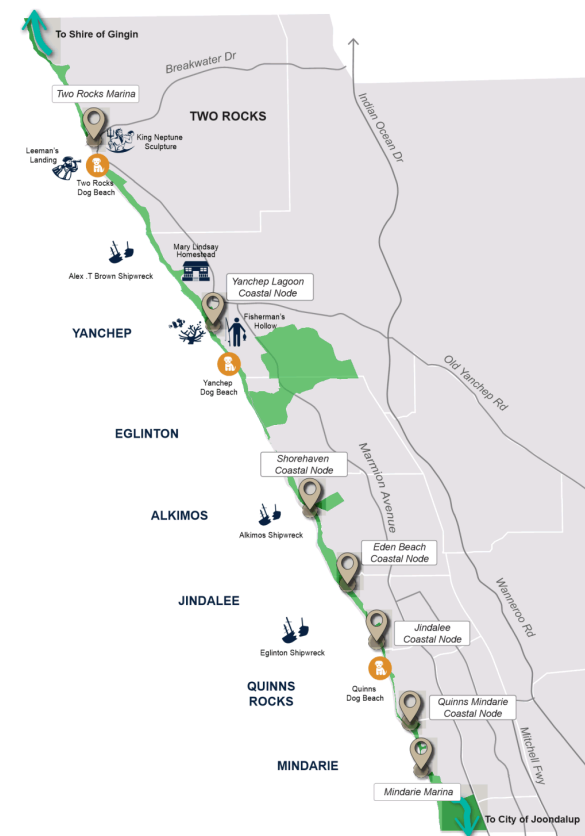 To Shire of Gingin
Breakwater Dr
Two Rocks Marina
TWO ROCKS
Indian Ocean Dr
King Neptune
Sculpture
Leeman's
Landing
Two Rocks
Dog Beach
Mary Lindsay
Homestead
Alex .T Brown Shipwreck
Yanchep Lagoon
Coastal Node
Fisherman's
Hollow
YANCHEP
Yanchep
Dog Beach
Old Yanchep Rd
EGLINTON
Marmion Avenue
Shorehaven
Coastal Node
ALKIMOS
Alkimos Shipwreck
Eden Beach
Coastal Node
JINDALEE
Wanneroo Rd
Jindalee
Coastal Node
Eglinton Shipwreck
QUINNS
ROCKS
Quinns
Dog Beach
Quinns Mindarie
Coastal Node
Mitchell Fwy
MINDARIE
Mindarie Marina
To City of Joondalup